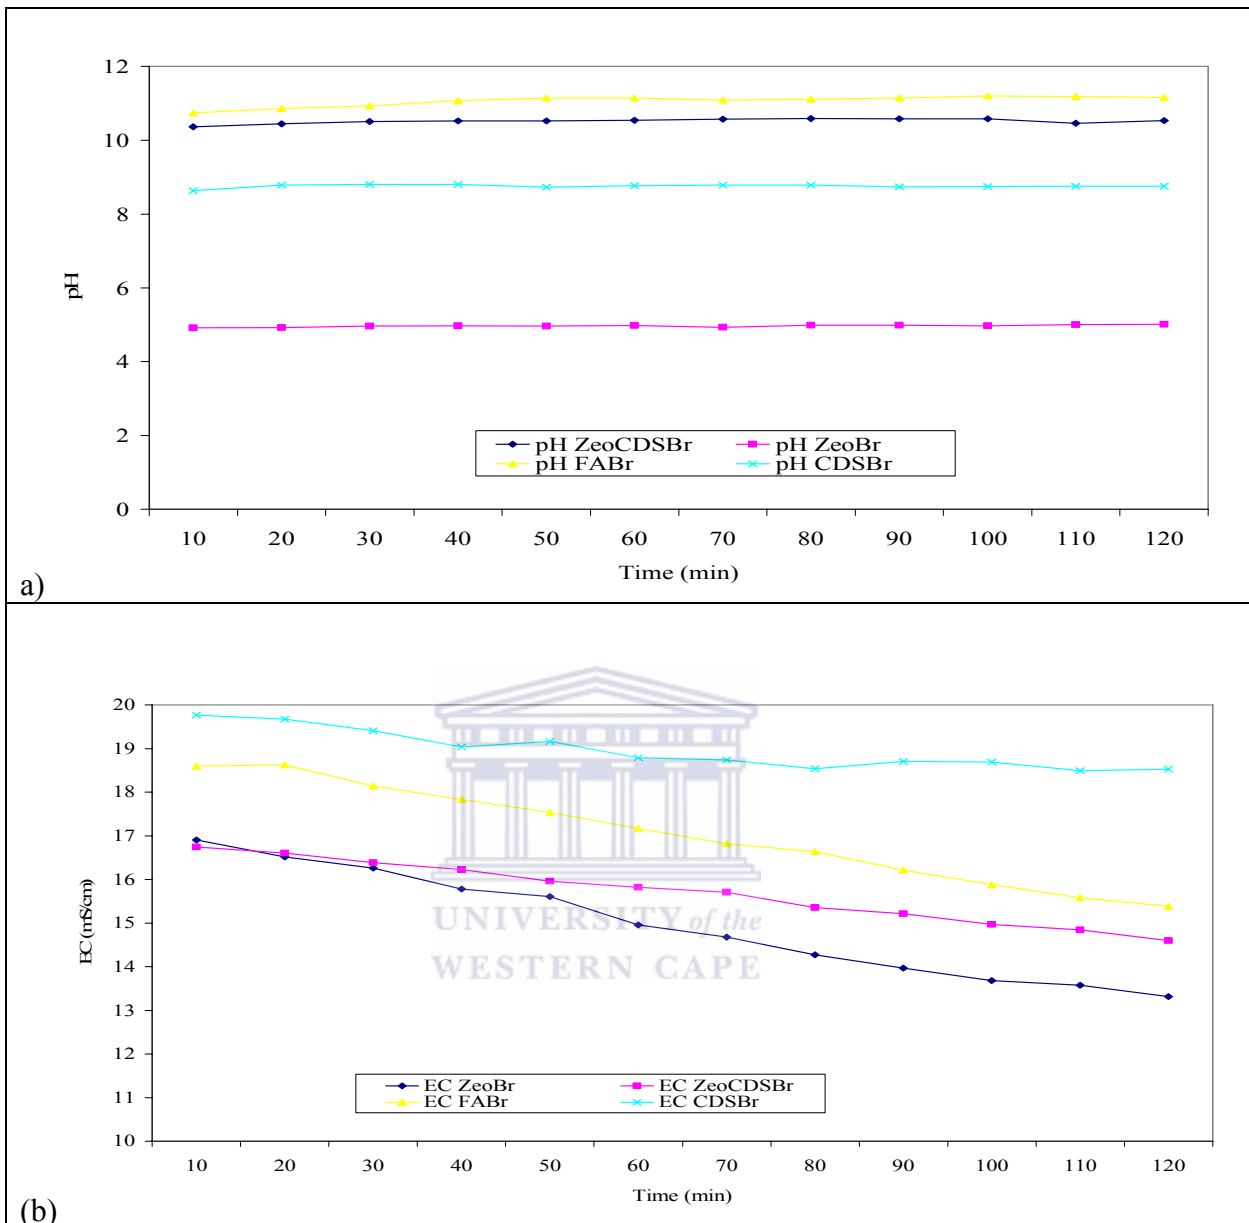 12
10
8
6
4
2
0
pH
pH ZeoCDSBr pH ZeoBr
pH FABr pH CDSBr
10 20 30 40 50 60 70 80 90 100 110 120
Time (min)
a)
20
19
18
17
16
15
14
13
12
11
10
EC (mS/cm)
UNIVERSITY of the
WESTERN CAPE
EC ZeoBr EC ZeoCDSBr
EC FABr EC CDSBr
10 20 30 40 50 60 70 80 90 100 110 120
Time (min)
(b)